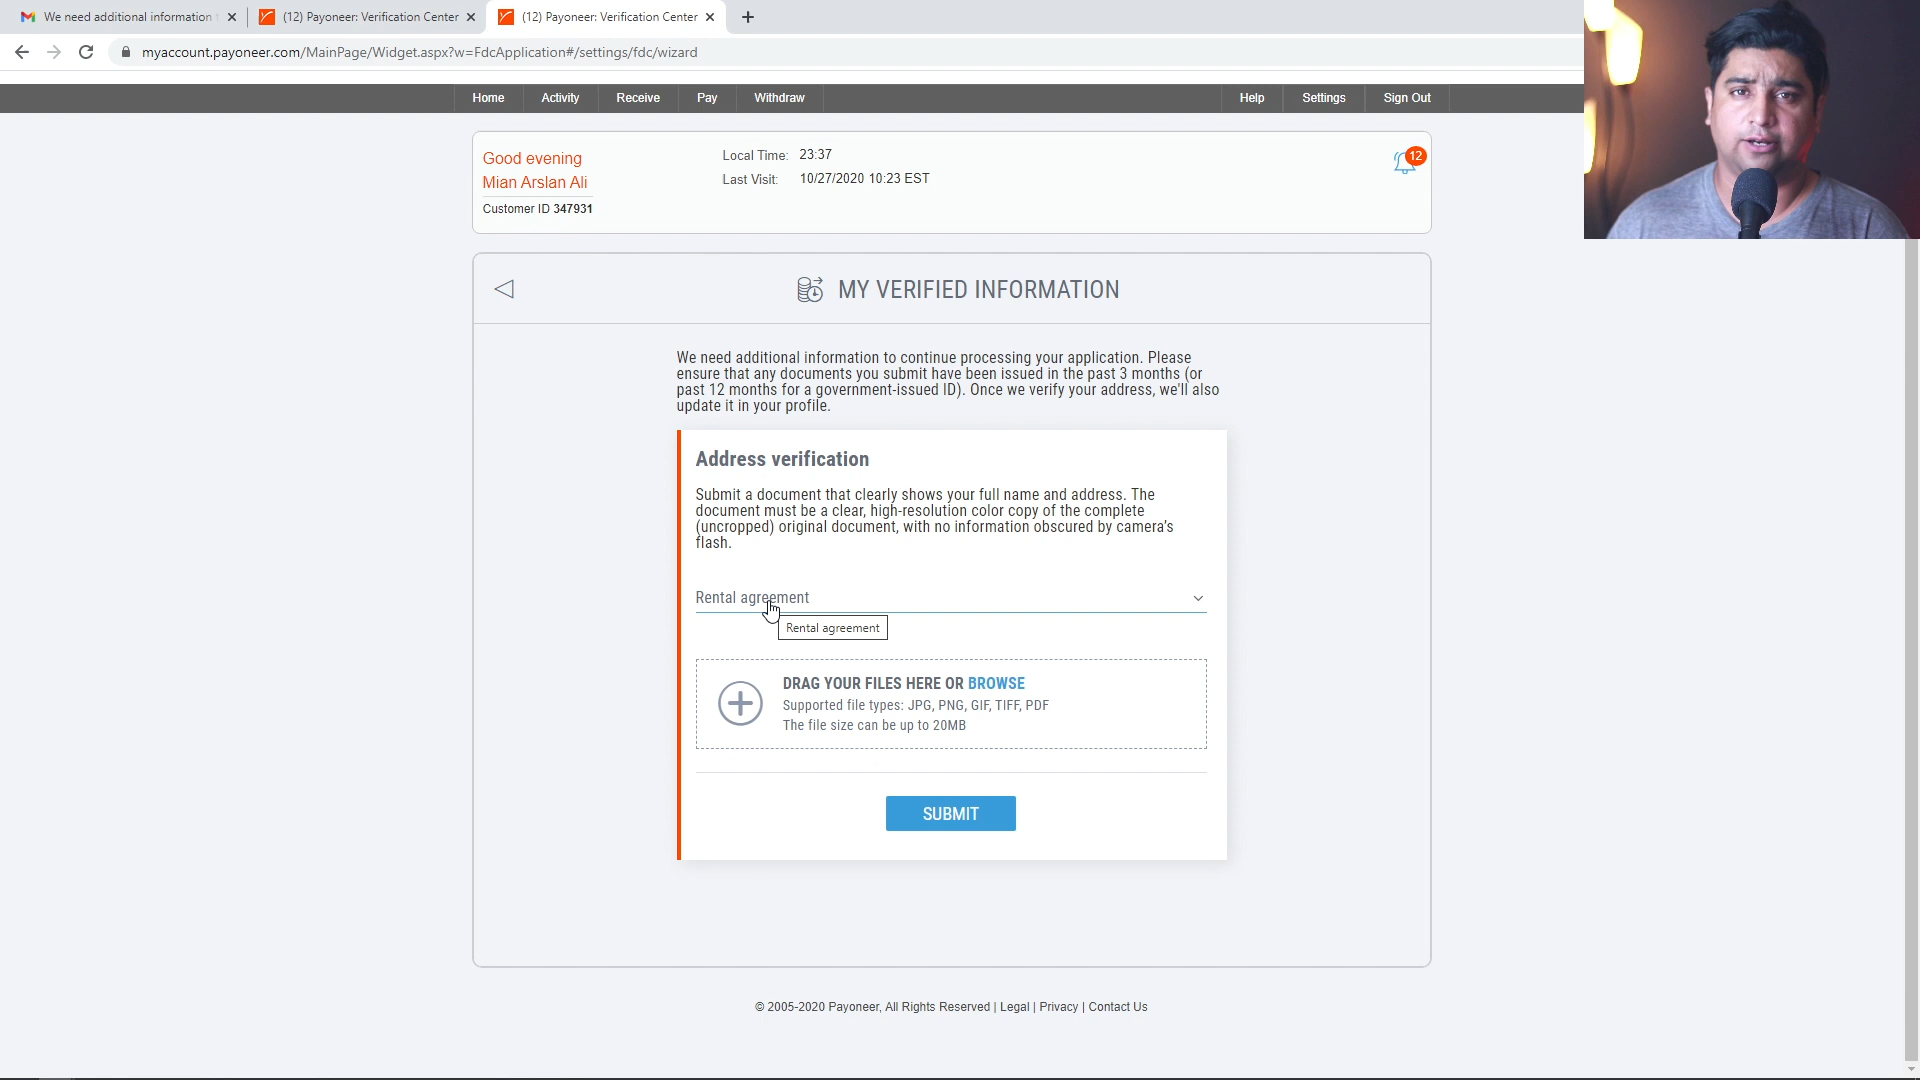 We need additional information
(12) Payoneer: Verification Center
(12) Payoneer: Verification Center
myaccount.payoneer.com/MainPage/Widget.aspx?w=FdcApplication#/settings/fdc/wizard
Home Activity Receive Pay Withdraw Help Settings Sign Out
Good evening
Mian Arslan Ali
Customer ID 347931
Local Time: 23:37
Last Visit: 10/27/2020 10:23 EST
12
MY VERIFIED INFORMATION
We need additional information to continue processing your application. Please
ensure that any documents you submit have been issued in the past 3 months (or
past 12 months for a government-issued ID). Once we verify your address, we'll also
update it in your profile.
Address verification
Submit a document that clearly shows your full name and address. The
document must be a clear, high-resolution color copy of the complete
(uncropped) original document, with no information obscured by camera's
flash.
Rental agreement
Rental agreement
DRAG YOUR FILES HERE OR BROWSE
Supported file types: JPG, PNG, GIF, TIFF, PDF
The file size can be up to 20MB
SUBMIT
© 2005-2020 Payoneer, All Rights Reserved | Legal | Privacy | Contact Us